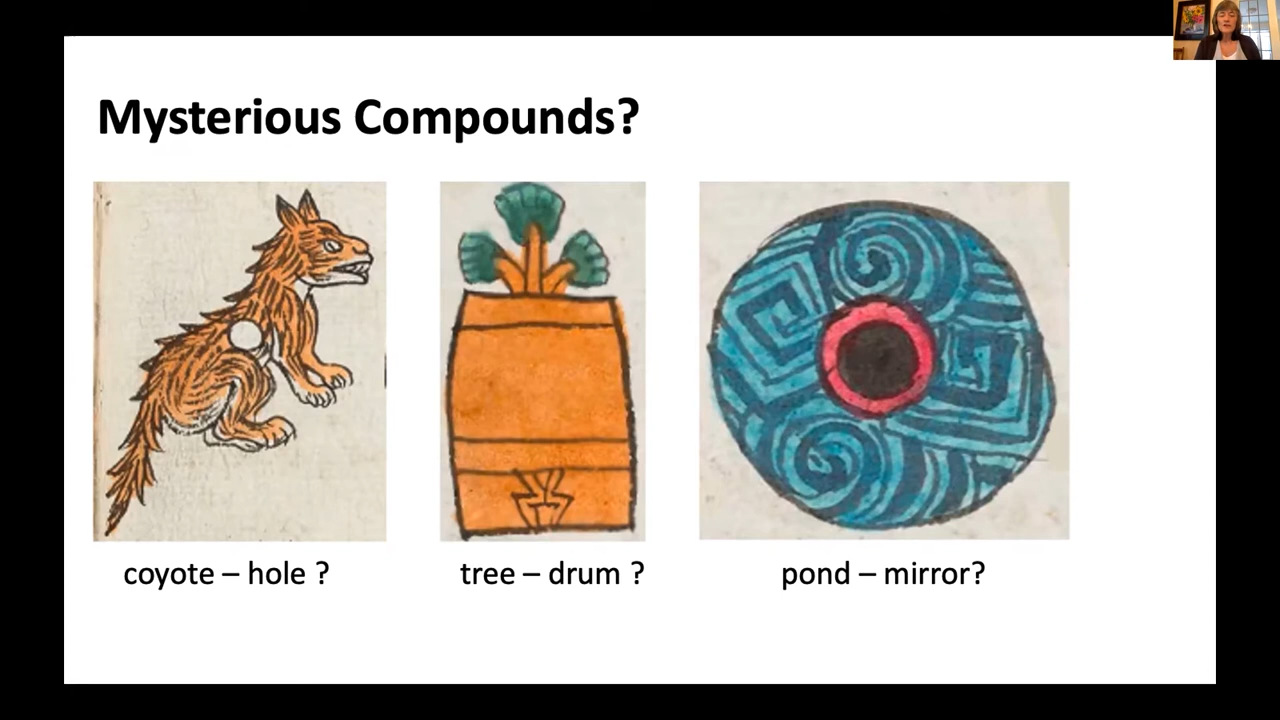 Mysterious Compounds?
coyote – hole ?
tree – drum ?
pond – mirror?